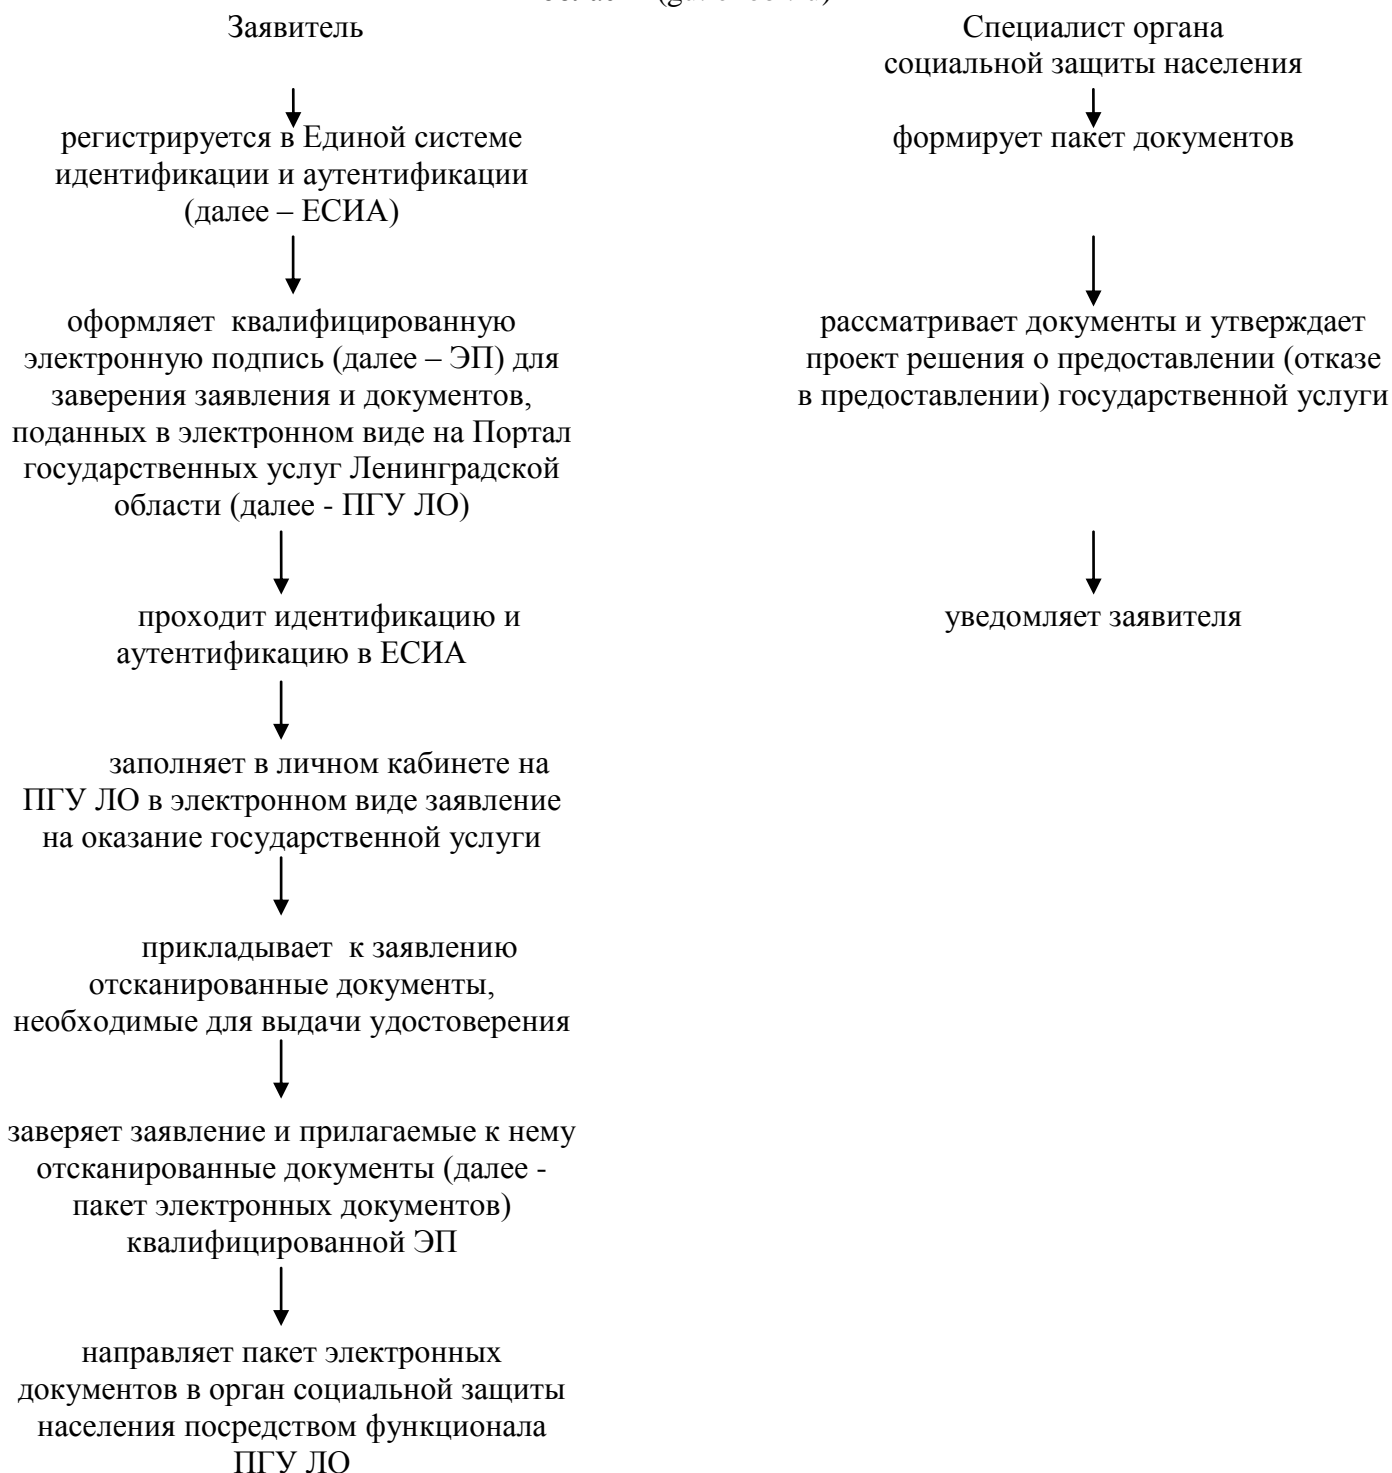 Заявитель
регистрируется в Единой системе
идентификации и аутентификации
(далее – ЕСИА)
оформляет квалифицированную
электронную подпись (далее – ЭП) для
заверения заявления и документов,
поданных в электронном виде на Портал
государственных услуг Ленинградской
области (далее - ПГУ ЛО)
проходит идентификацию и
аутентификацию в ЕСИА
заполняет в личном кабинете на
ПГУ ЛО в электронном виде заявление
на оказание государственной услуги
прикладывает к заявлению
отсканированные документы,
необходимые для выдачи удостоверения
заверяет заявление и прилагаемые к нему
отсканированные документы (далее -
пакет электронных документов)
квалифицированной ЭП
направляет пакет электронных
документов в орган социальной защиты
населения посредством функционала
ПГУ ЛО
Специалист органа
социальной защиты населения
формирует пакет документов
рассматривает документы и утверждает
проект решения о предоставлении (отказе
в предоставлении) государственной услуги
уведомляет заявителя